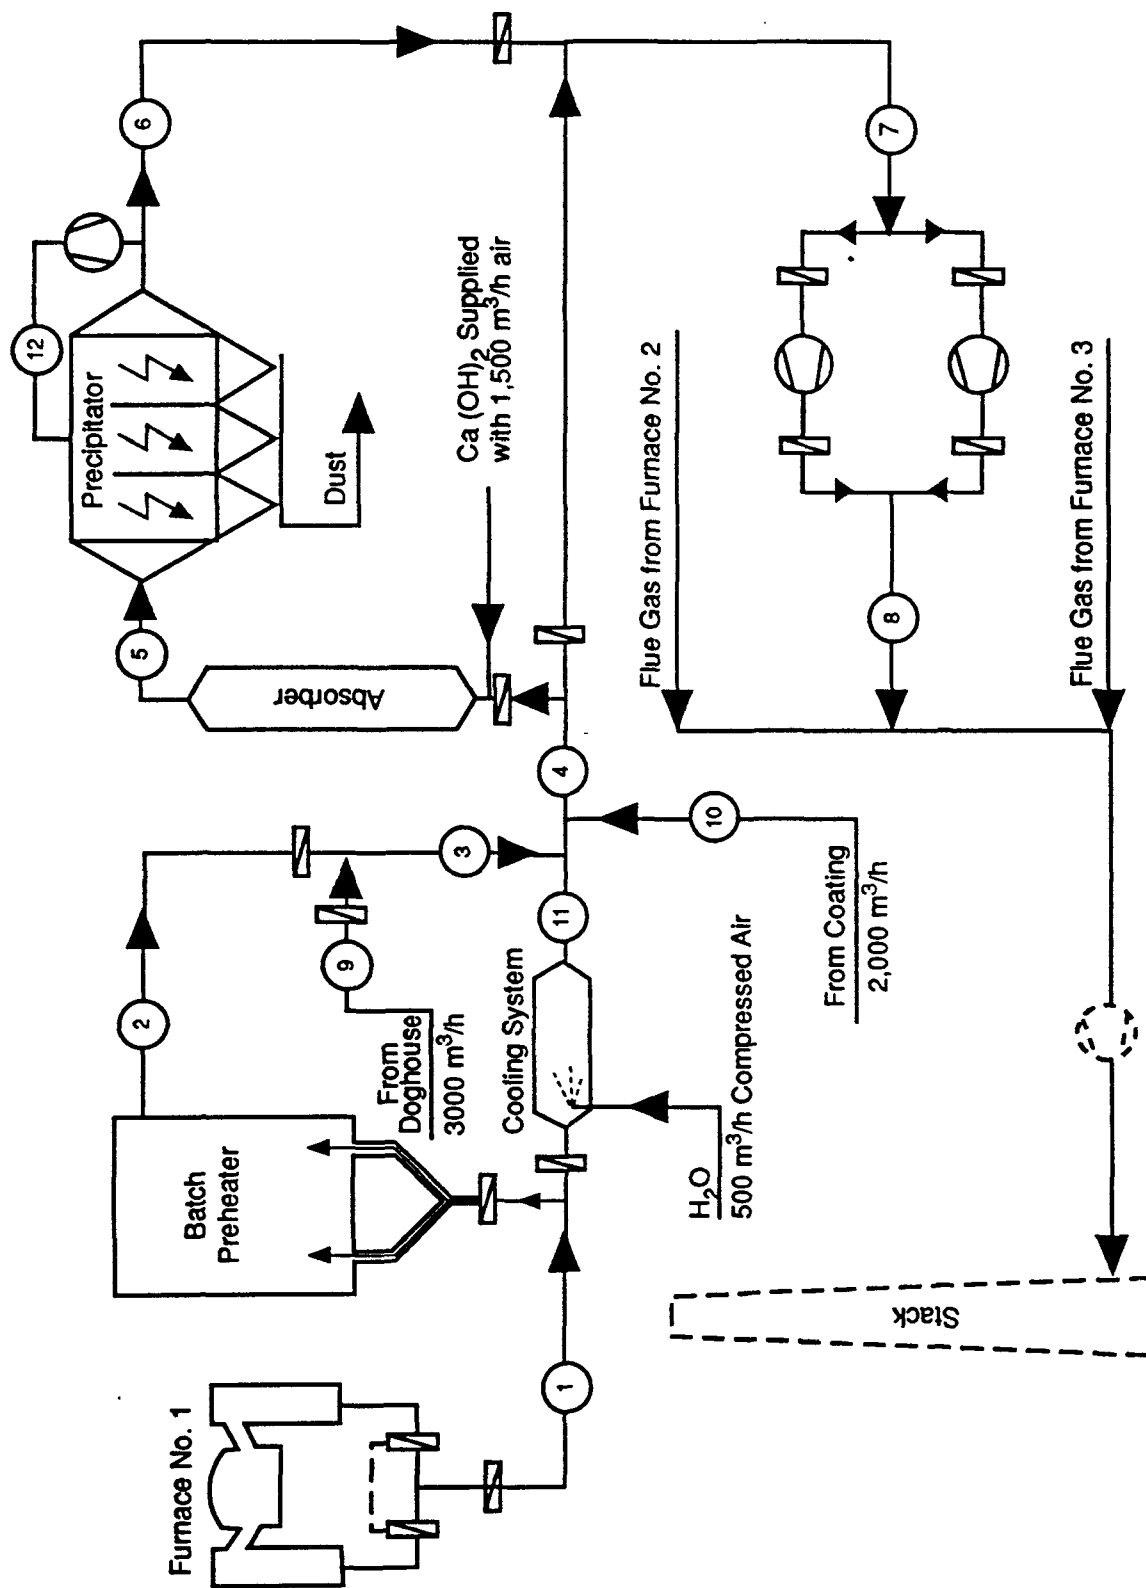 Furnace No. 1
1
Batch
Preheater
2
From
Doghouse
3000 m³/h
9
3
Cooling System
H₂O
500 m³/h Compressed Air
11
From Coating
2,000 m³/h
10
4
Absorber
Ca (OH)₂ Supplied
with 1,500 m³/h air
5
Precipitator
Dust
12
6
7
8
Flue Gas from Furnace No. 2
Flue Gas from Furnace No. 3
Stack